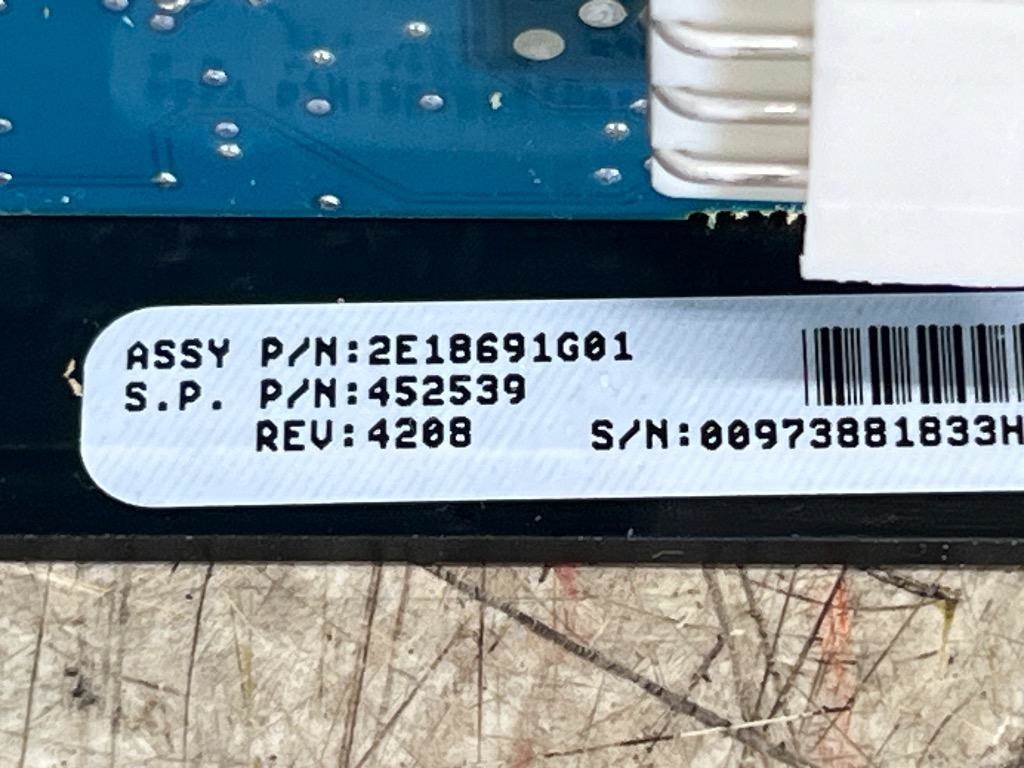 ASSY P/N:2E18691G01
S.P. P/N:452539
REV:4208 S/N:00973881833H